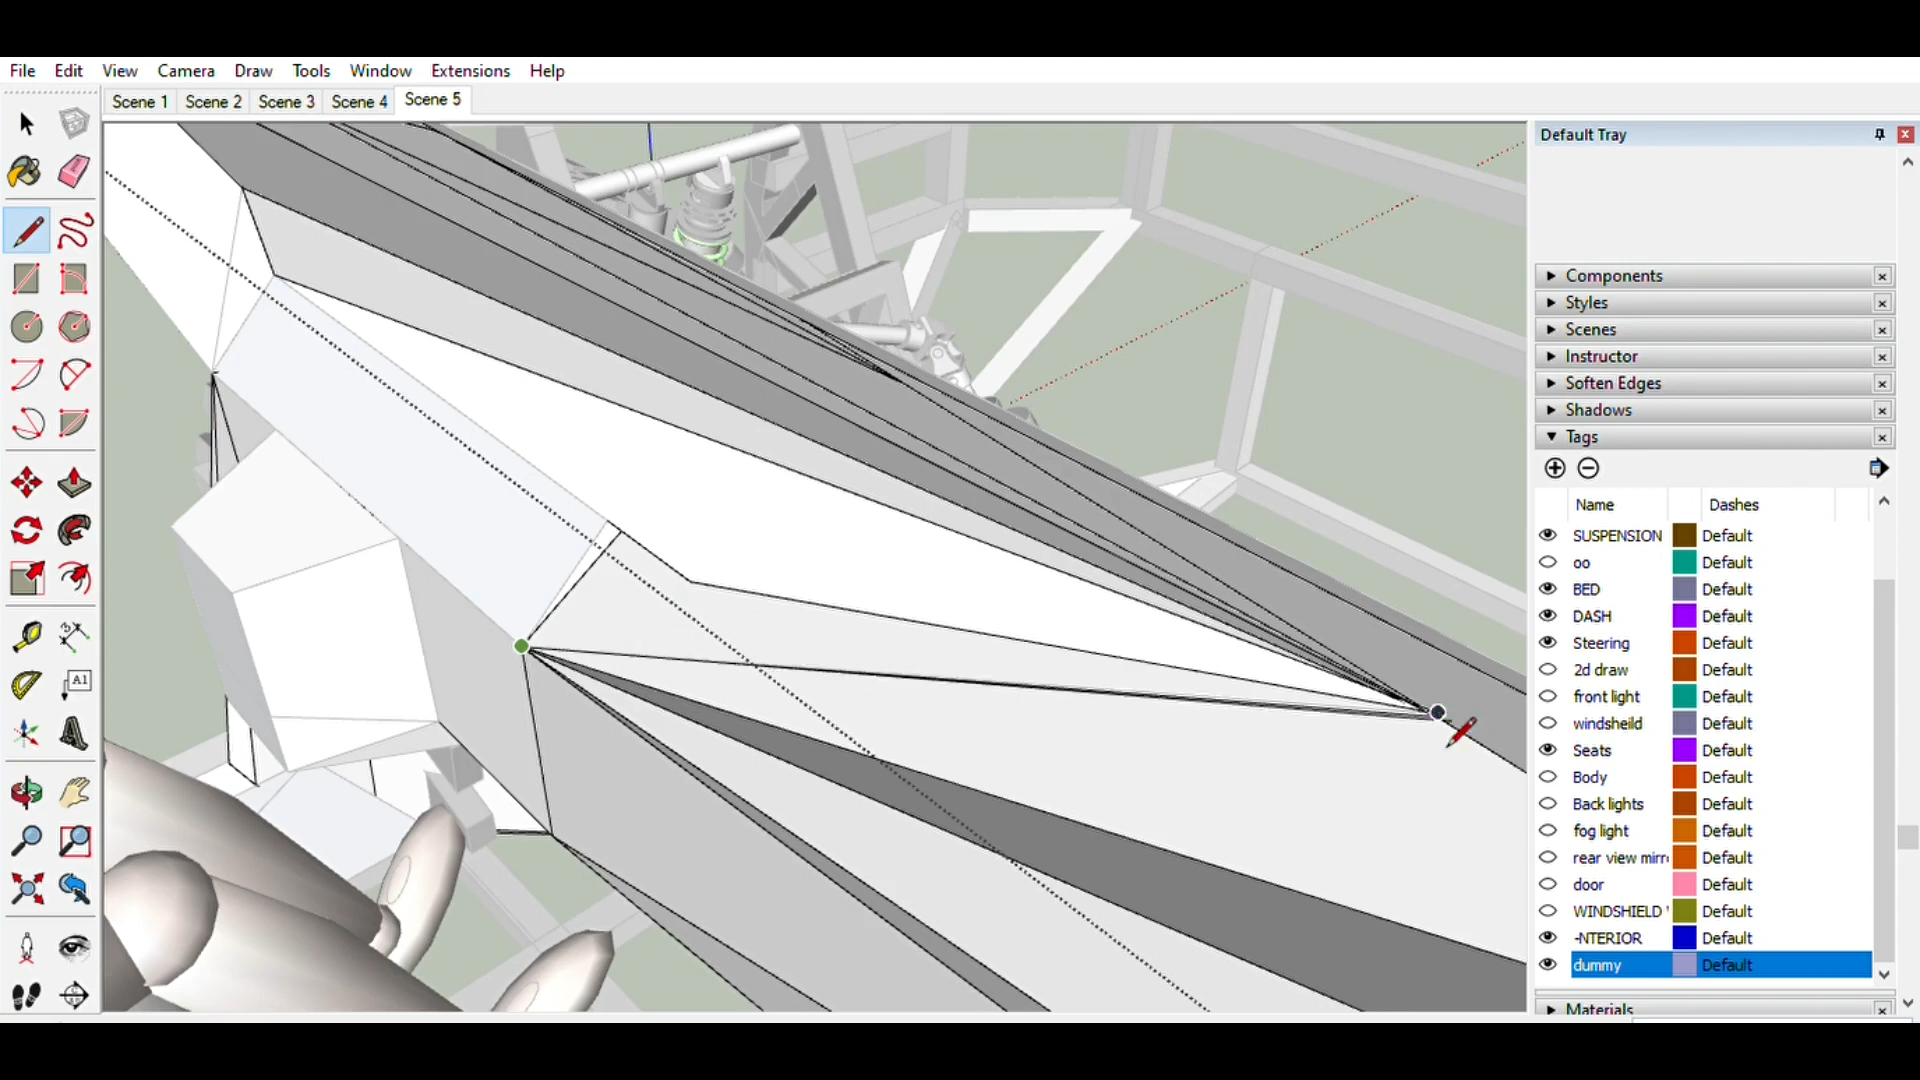 File Edit View Camera Draw Tools Window Extensions Help
Scene 1 Scene 2 Scene 3 Scene 4 Scene 5
Default Tray
Components
Styles
Scenes
Instructor
Soften Edges
Shadows
Tags
Name Dashes
SUSPENSION Default
oo Default
BED Default
DASH Default
Steering Default
2d draw Default
front light Default
windsheild Default
Seats Default
Body Default
Back lights Default
fog light Default
rear view mirr Default
door Default
WINDSHIELD Default
-NTERIOR Default
dummy Default
Materials
A1